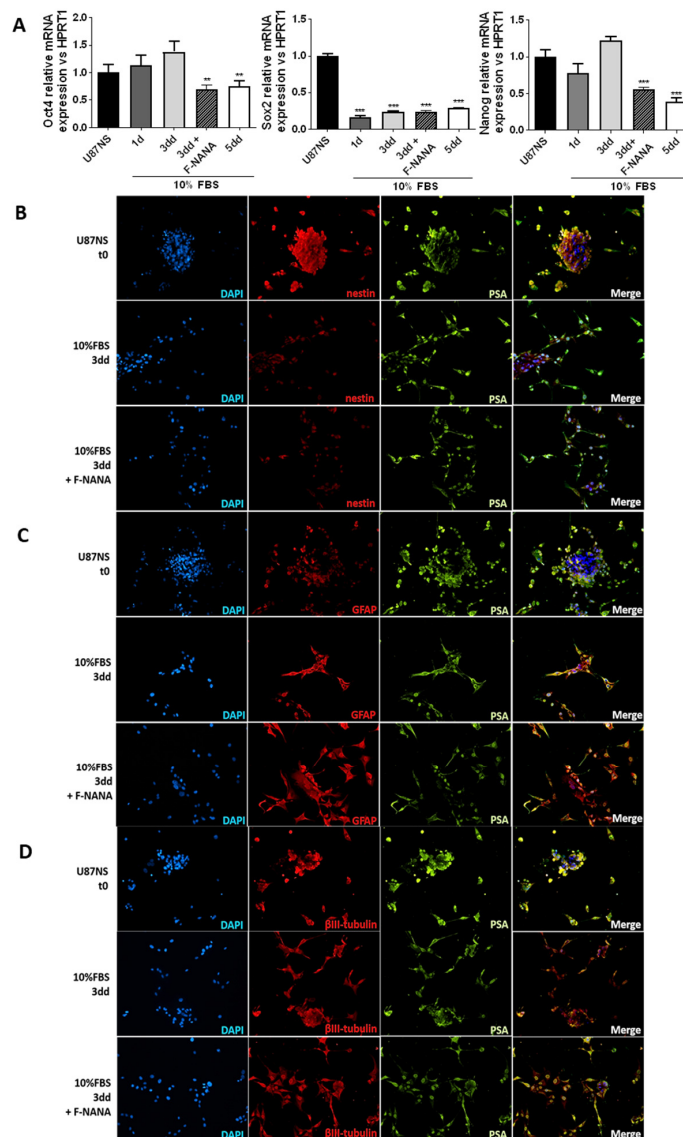 A
Oct4 relative mRNA
expression vs HPRT1
2.0
1.5
1.0
0.5
0.0
**
**
U87NS
1d
3dd
3dd +
F-NANA
5dd
10% FBS
Sox2 relative mRNA
expression vs HPRT1
1.5
1.0
0.5
0.0
***
***
***
***
U87NS
1d
3dd
3dd +
F-NANA
5dd
10% FBS
Nanog relative mRNA
expression vs HPRT1
1.5
1.0
0.5
0.0
***
***
U87NS
1d
3dd
3dd+
F-NANA
5dd
10% FBS
B
U87NS
t0
DAPI
nestin
PSA
Merge
10%FBS
3dd
DAPI
nestin
PSA
Merge
10%FBS
3dd
+ F-NANA
DAPI
nestin
PSA
Merge
C
U87NS
t0
DAPI
GFAP
PSA
Merge
10%FBS
3dd
DAPI
GFAP
PSA
Merge
10%FBS
3dd
+ F-NANA
DAPI
GFAP
PSA
Merge
D
U87NS
t0
DAPI
βIII-tubulin
PSA
Merge
10%FBS
3dd
DAPI
βIII-tubulin
PSA
Merge
10%FBS
3dd
+ F-NANA
DAPI
βIII-tubulin
PSA
Merge